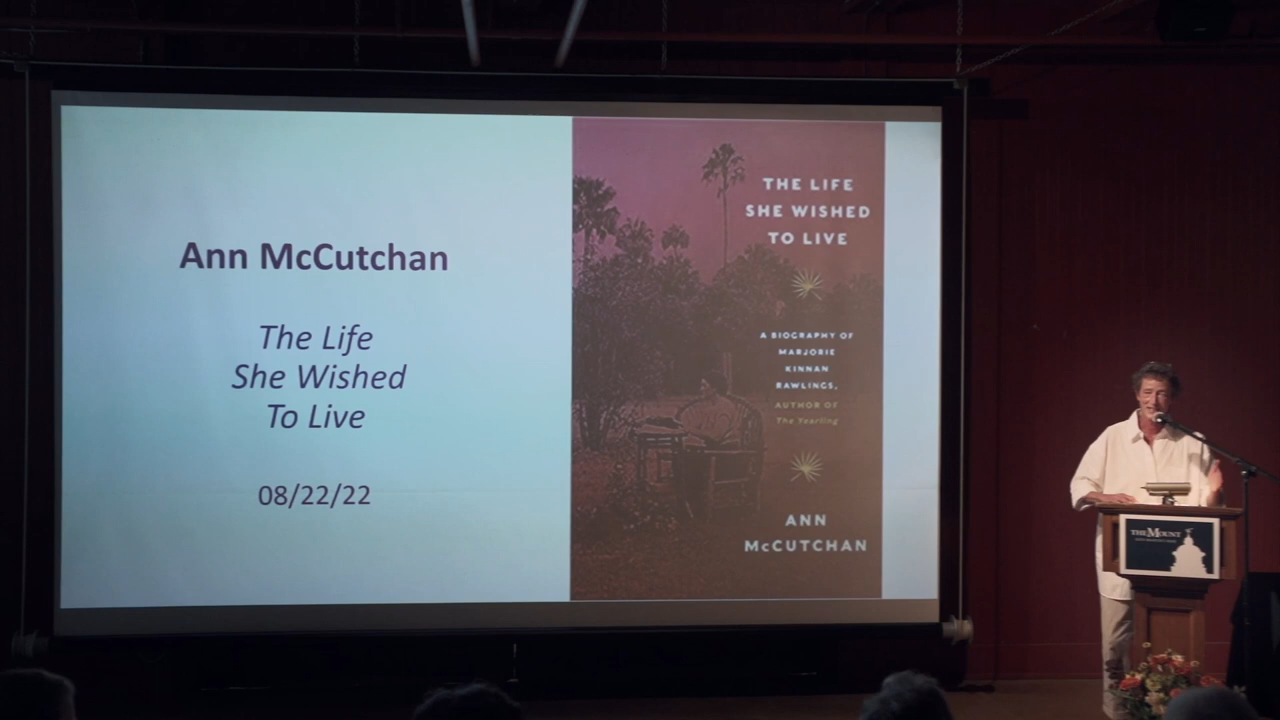 Ann McCutchan
The Life
She Wished
To Live
08/22/22
THE LIFE
SHE WISHED
TO LIVE
A BIOGRAPHY OF
MARJORIE
KINNAN
RAWLINGS,
AUTHOR OF
The Yearling
ANN
McCUTCHAN
THE MOUNT